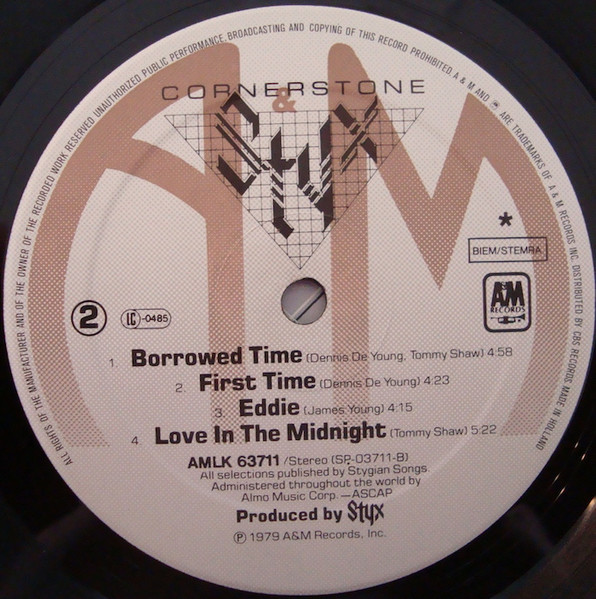 ALL RIGHTS OF THE MANUFACTURER AND OF THE OWNER OF THE RECORDED WORK RESERVED. UNAUTHORIZED PUBLIC PERFORMANCE, BROADCASTING AND COPYING OF THIS RECORD PROHIBITED. A & M AND A&M RECORDS ARE TRADEMARKS OF A & M RECORDS INC. DISTRIBUTED BY CBS RECORDS MADE IN HOLLAND
A&M
CORNERSTONE
Styx
*
BIEM/STEMRA
A&M
RECORDS
2
LC-0485
1. Borrowed Time (Dennis De Young, Tommy Shaw) 4:58
2. First Time (Dennis De Young) 4:23
3. Eddie (James Young) 4:15
4. Love In The Midnight (Tommy Shaw) 5:22
AMLK 63711 /Stereo (SP-03711-B)
All selections published by Stygian Songs.
Administered throughout the world by
Almo Music Corp. —ASCAP
Produced by Styx
℗ 1979 A&M Records, Inc.